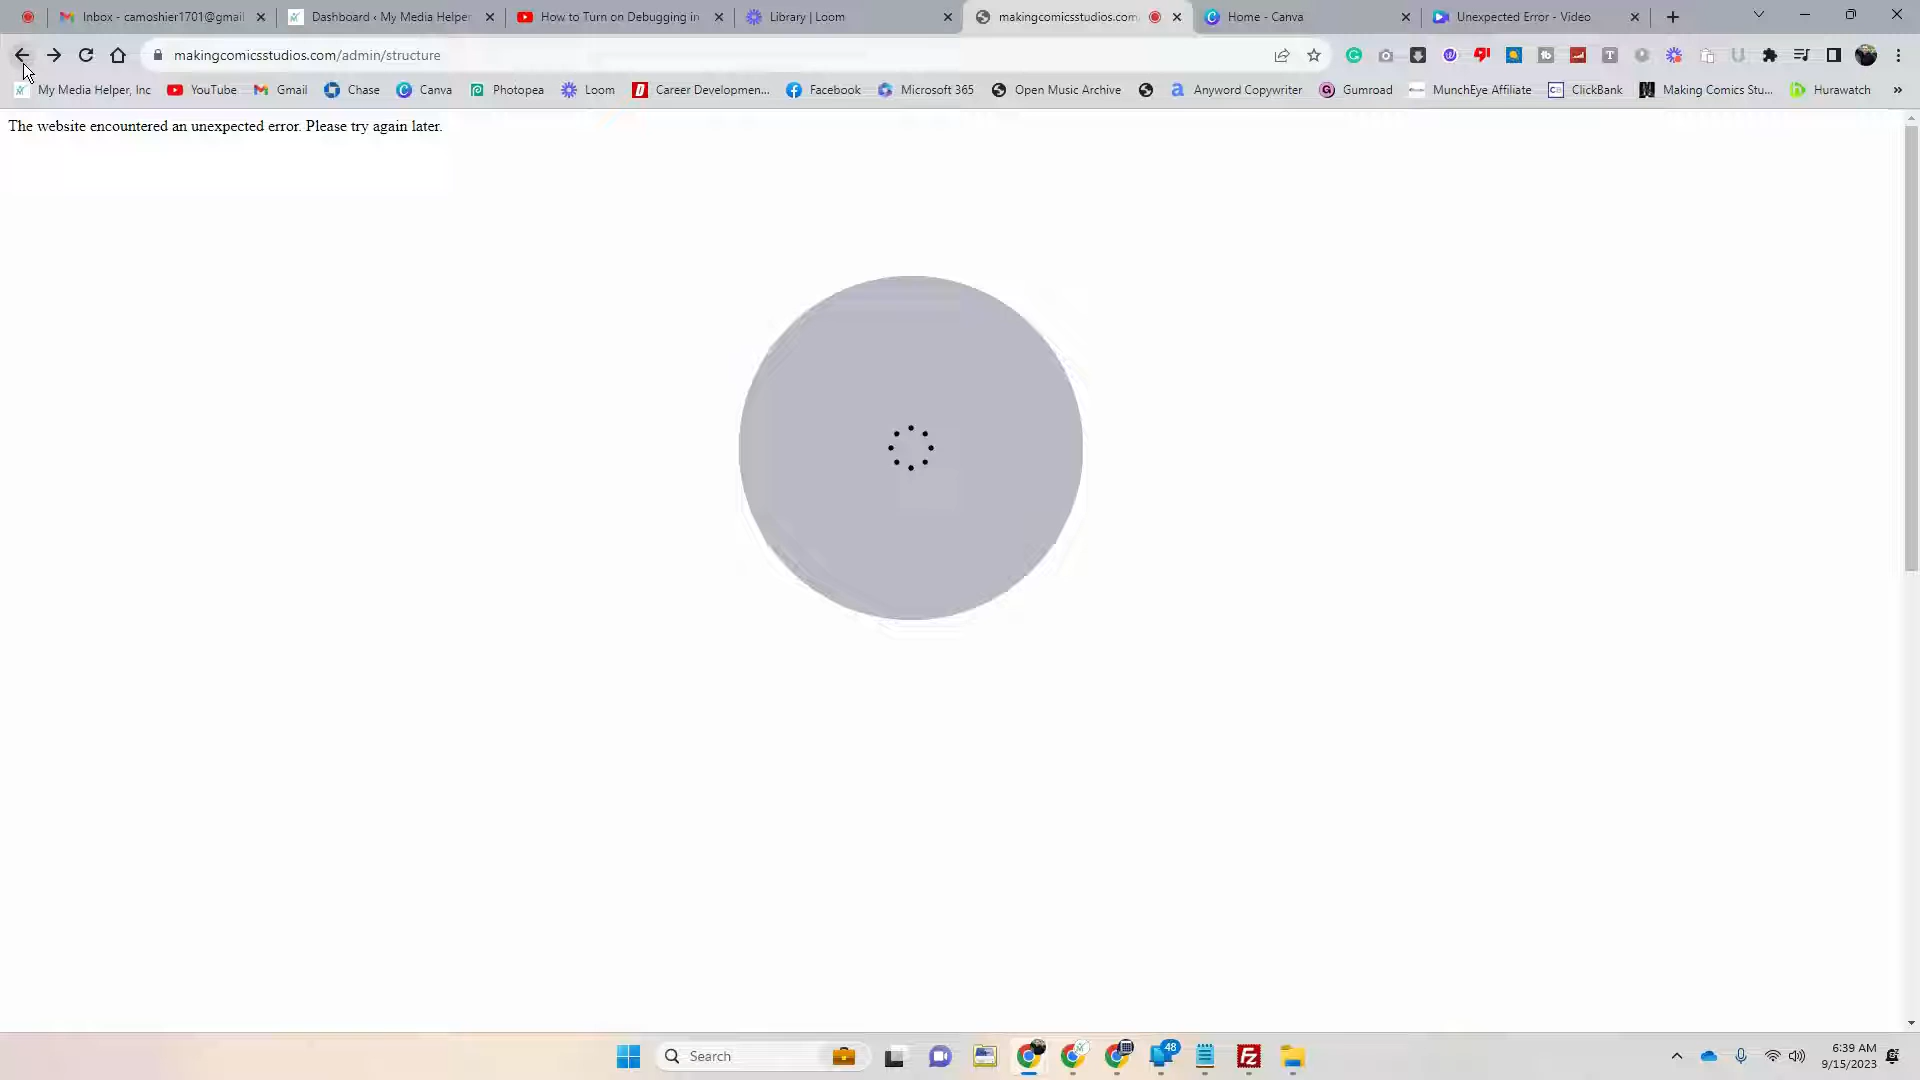 Inbox - camoshier1701@gmail
Dashboard ‹ My Media Helper
How to Turn on Debugging in
Library | Loom
makingcomicsstudios.com
Home - Canva
Unexpected Error - Video
makingcomicsstudios.com/admin/structure
My Media Helper, Inc
YouTube
Gmail
Chase
Canva
Photopea
Loom
Career Developmen...
Facebook
Microsoft 365
Open Music Archive
Anyword Copywriter
Gumroad
MunchEye Affiliate
ClickBank
Making Comics Stu...
Hurawatch
»
The website encountered an unexpected error. Please try again later.
Search
48
6:39 AM
9/15/2023